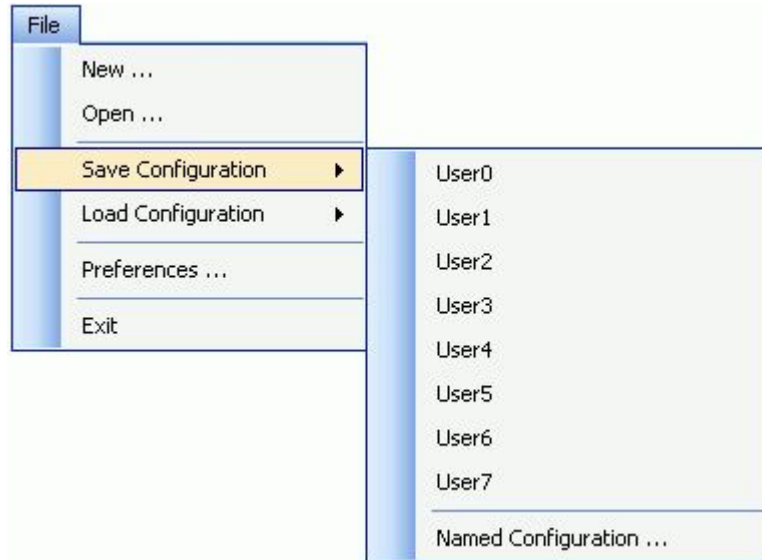 File
New ...
Open ...
Save Configuration
Load Configuration
Preferences ...
Exit
User0
User1
User2
User3
User4
User5
User6
User7
Named Configuration ...